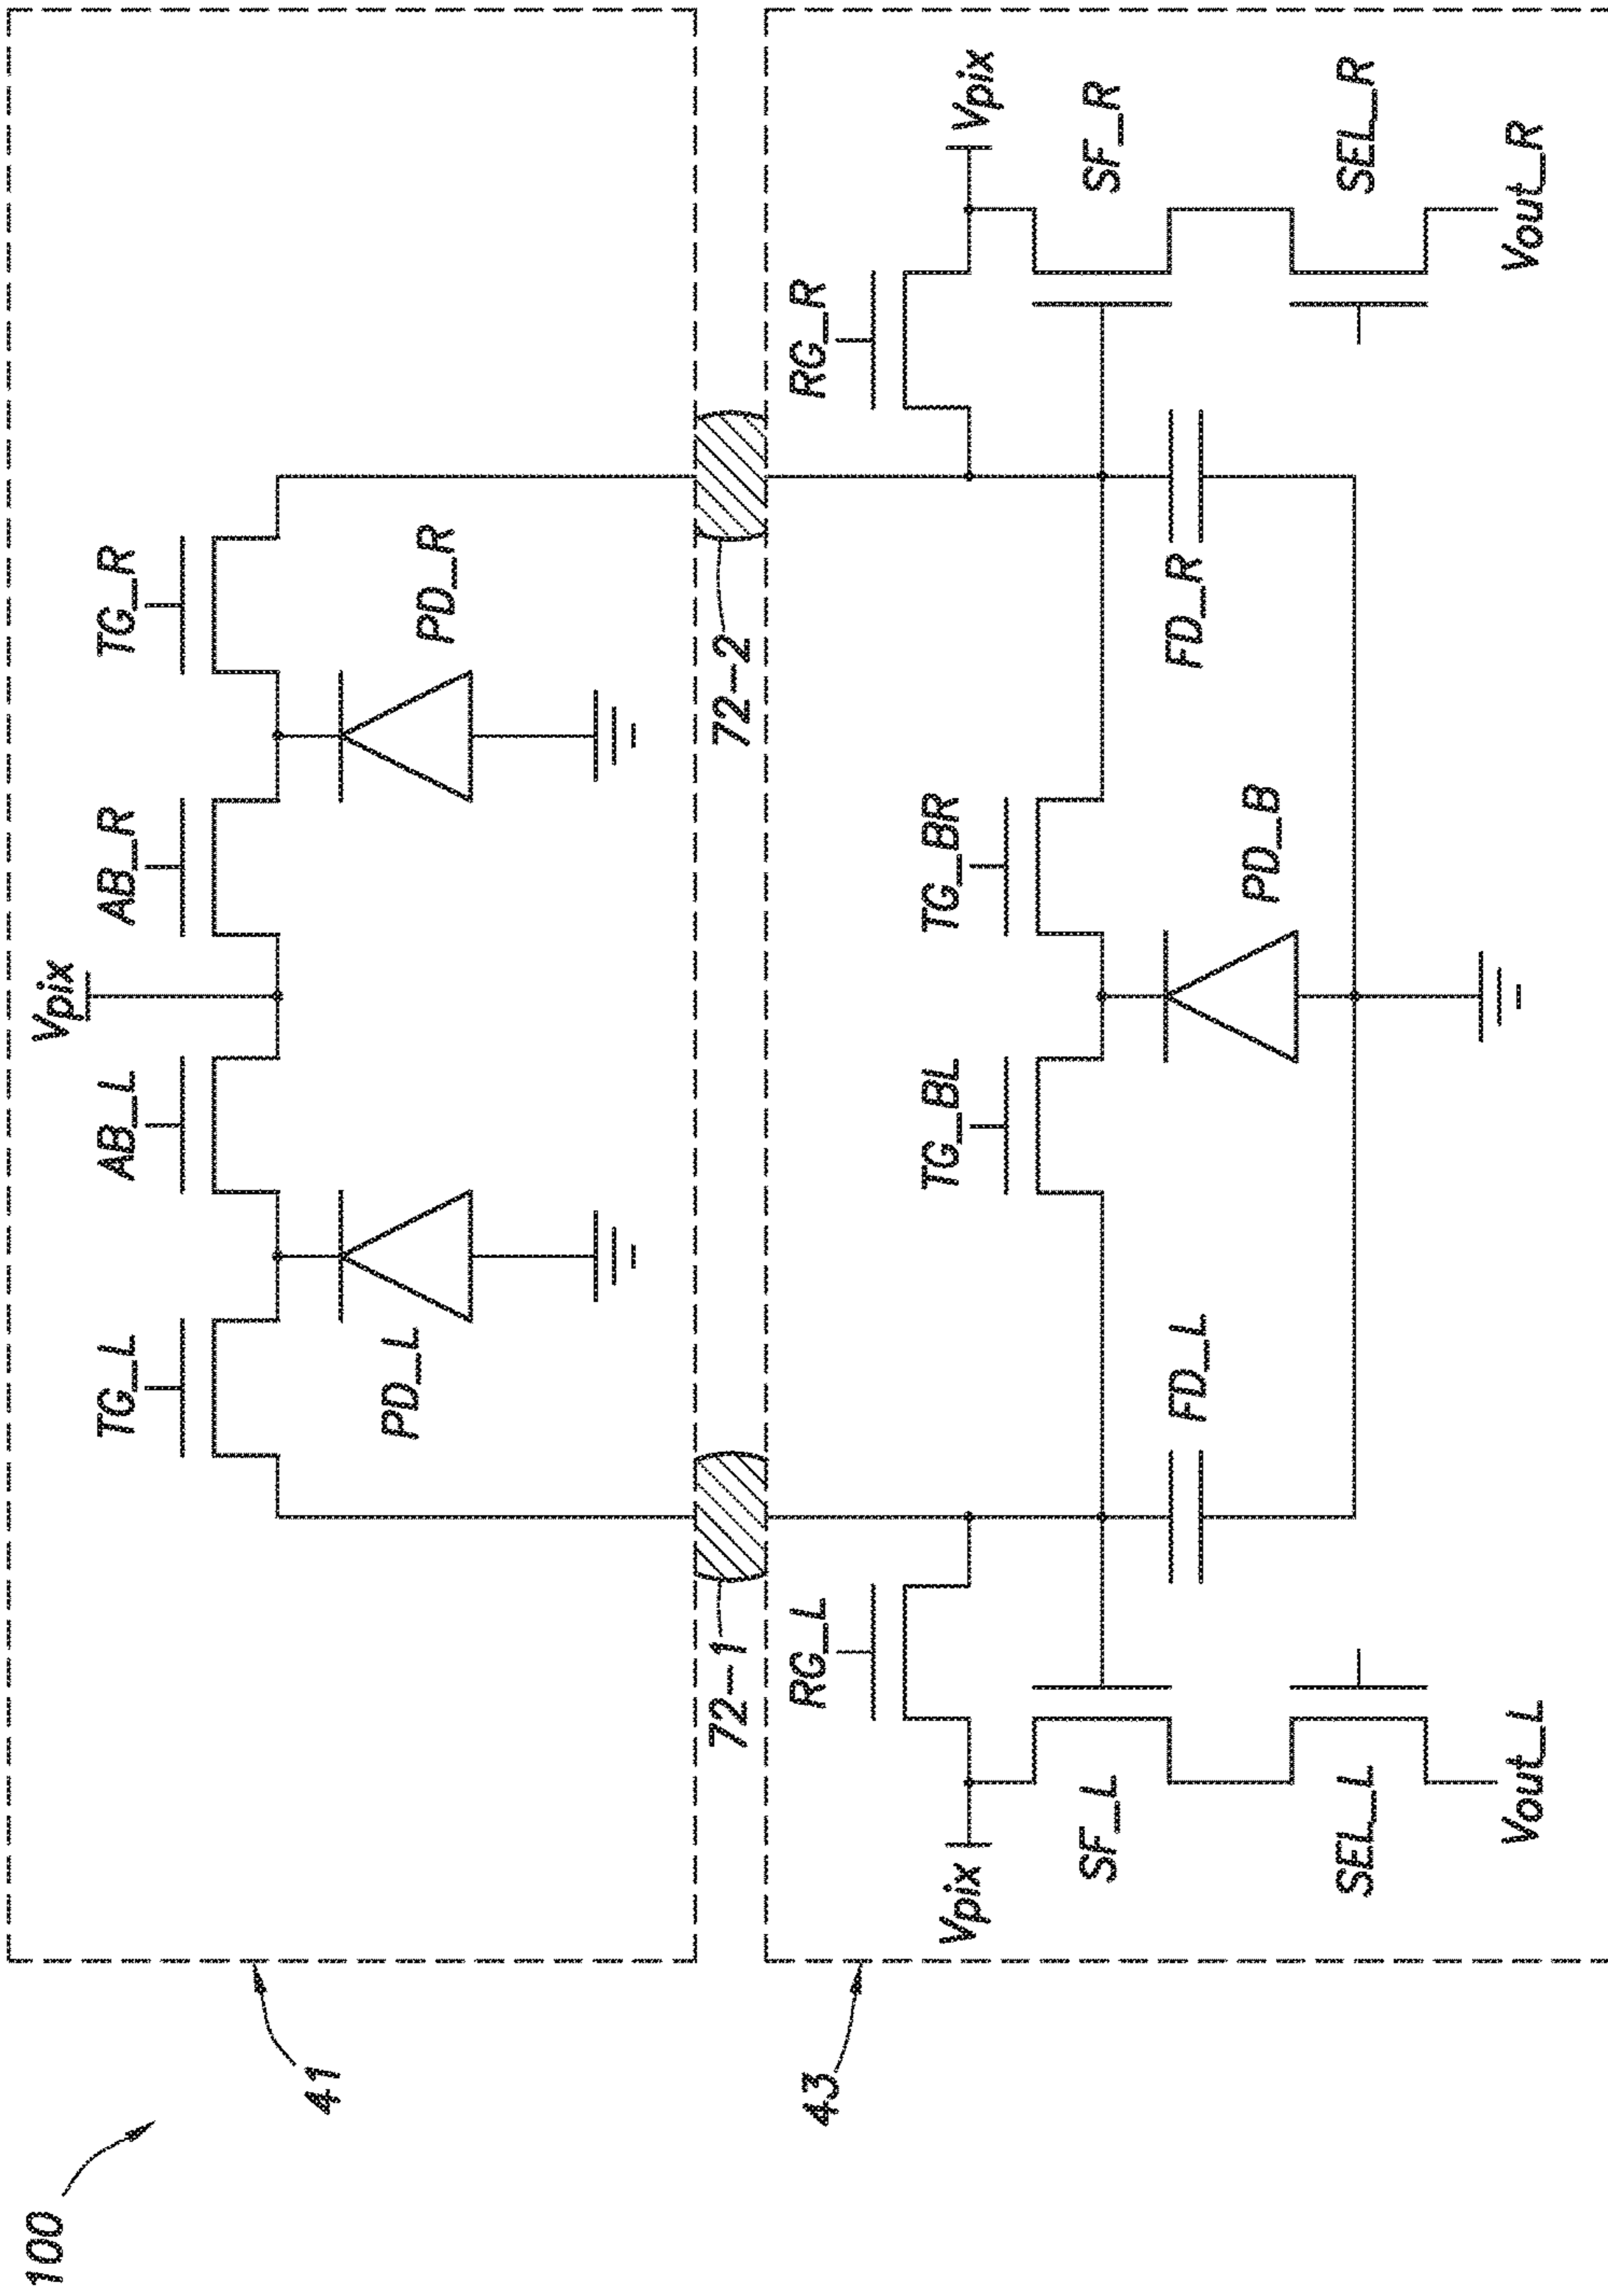 100
41
Vpix
TG_L
AB_L
AB_R
TG_R
PD_L
PD_R
72-1
72-2
43
RG_L
RG_R
Vpix
Vpix
TG_BL
TG_BR
SF_L
FD_L
PD_B
FD_R
SF_R
SEL_L
SEL_R
Vout_L
Vout_R